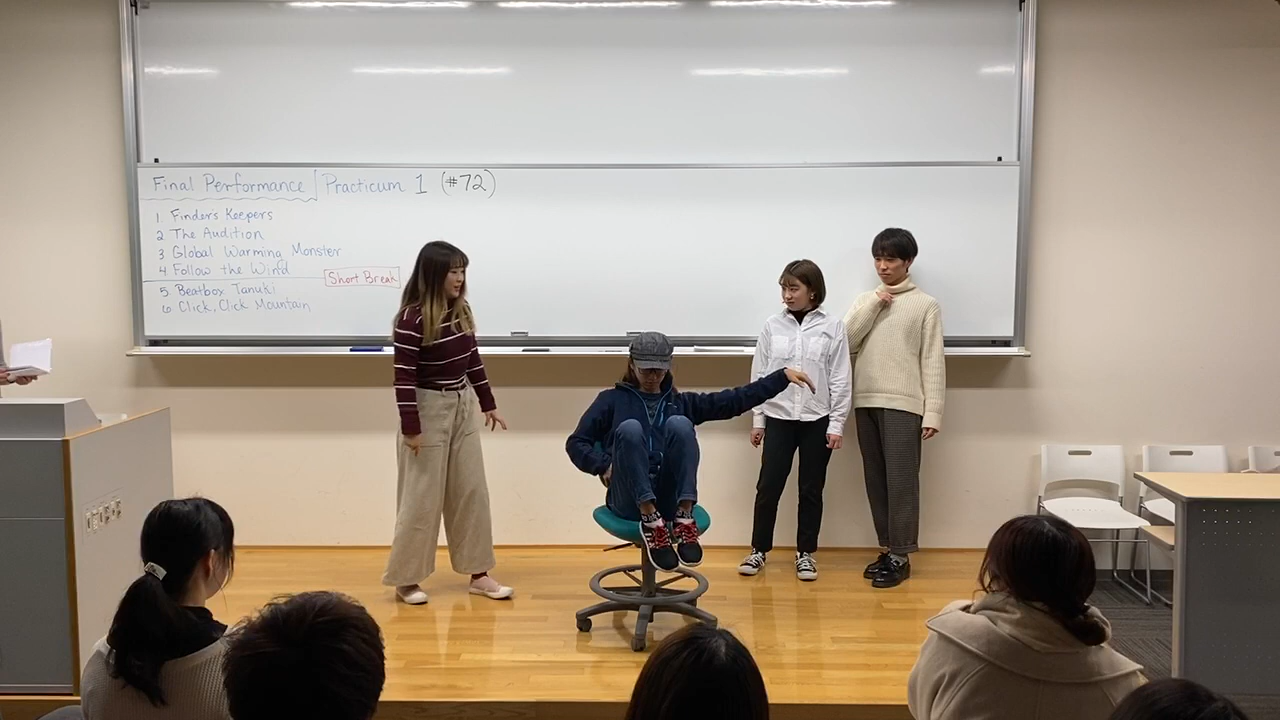 Final Performance Practicum 1 (#72)
1. Finder's Keepers
2 The Audition
3 Global Warming Monster
4 Follow the Wind
Short Break
5. Beatbox Tanuki
6. Click, Click Mountain